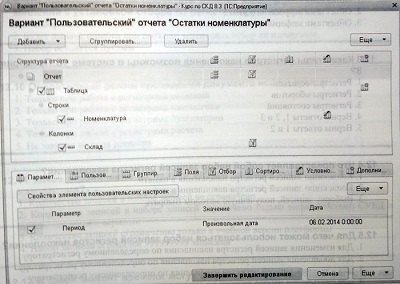 Вариант "Пользовательский" отчета "Остатки номенклатуры" - Курс по СКД 8.3 (1С:Предприятие)
Вариант "Пользовательский" отчета "Остатки номенклатуры"
Добавить Сгруппировать Удалить Еще
Структура отчета
Отчет
Таблица
Строки
Номенклатура
Колонки
Склад
Парамет... Пользов... Группир... Поля Отбор Сортиро... Условно... Дополни...
Свойства элемента пользовательских настроек Еще
Параметр Значение Дата
Период Произвольная дата 06.02.2014 0:00:00
Завершить редактирование Отмена Еще